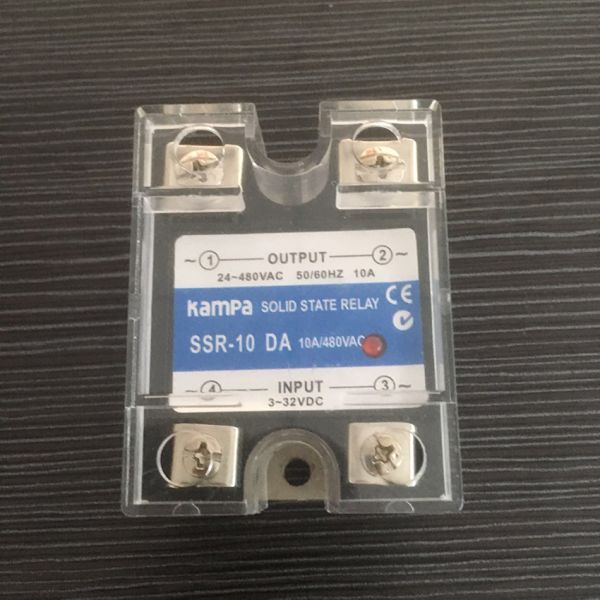 ~① OUTPUT ②~
24~480VAC 50/60HZ 10A
kampa SOLID STATE RELAY CE
SSR-10 DA 10A/480VAC
④ INPUT ③
3~32VDC